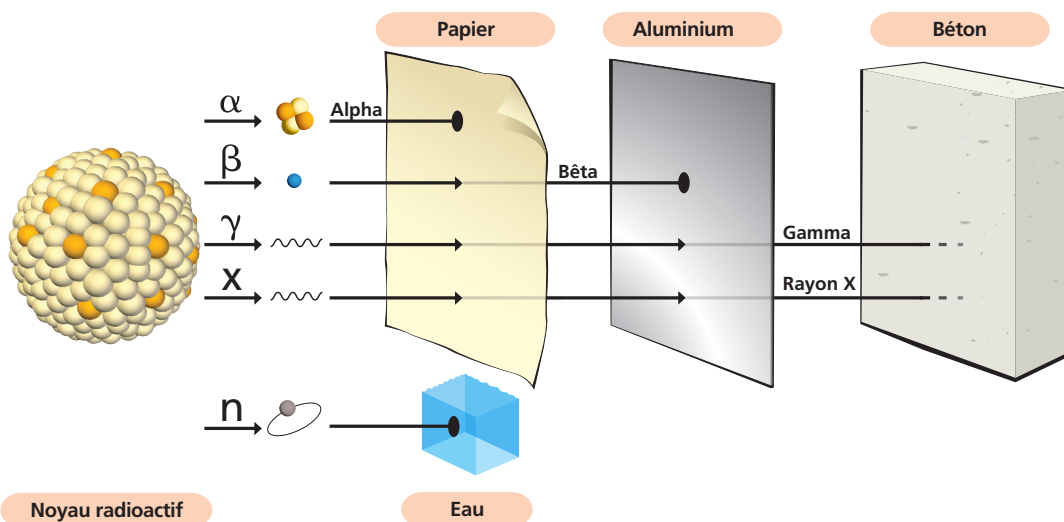 Papier
Aluminium
Béton
α
Alpha
β
Bêta
γ
Gamma
X
Rayon X
n
Noyau radioactif
Eau